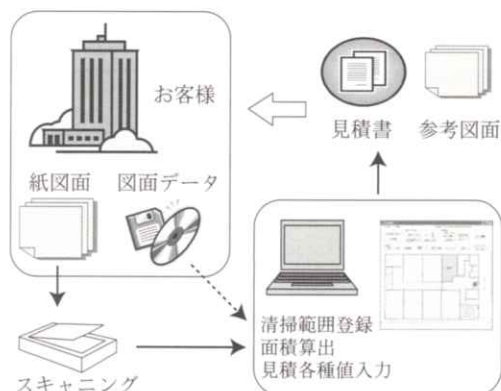 お客様
紙図面
図面データ
スキャニング
清掃範囲登録
面積算出
見積各種値入力
見積書
参考図面